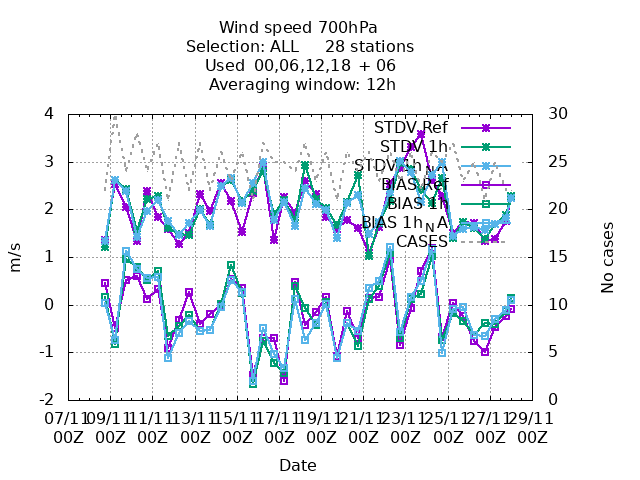 Wind speed 700hPa
Selection: ALL 28 stations
Used 00,06,12,18 + 06
Averaging window: 12h
4
3
2
1
0
-1
-2
m/s
30
25
20
15
10
5
0
No cases
STDV Ref
STDV 1h
STDV 1h_NA
BIAS Ref
BIAS 1h
BIAS 1h_NA
CASES
07/11 09/11 11/11 13/11 15/11 17/11 19/11 21/11 23/11 25/11 27/11 29/11
00Z 00Z 00Z 00Z 00Z 00Z 00Z 00Z 00Z 00Z 00Z 00Z
Date